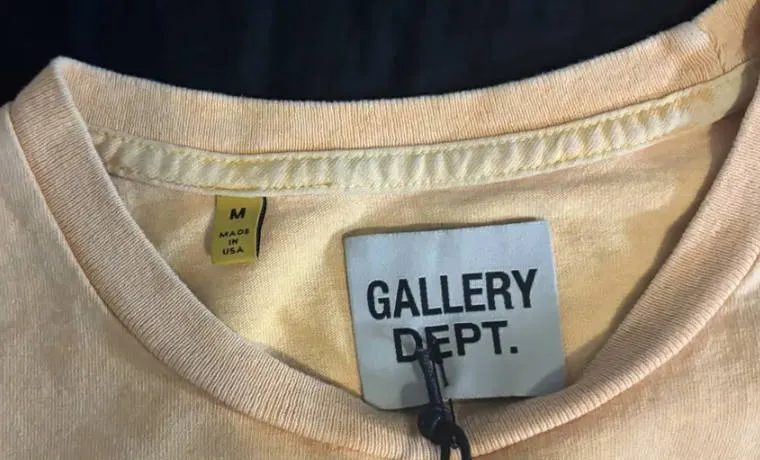 M
MADE
IN
USA
GALLERY
DEPT.